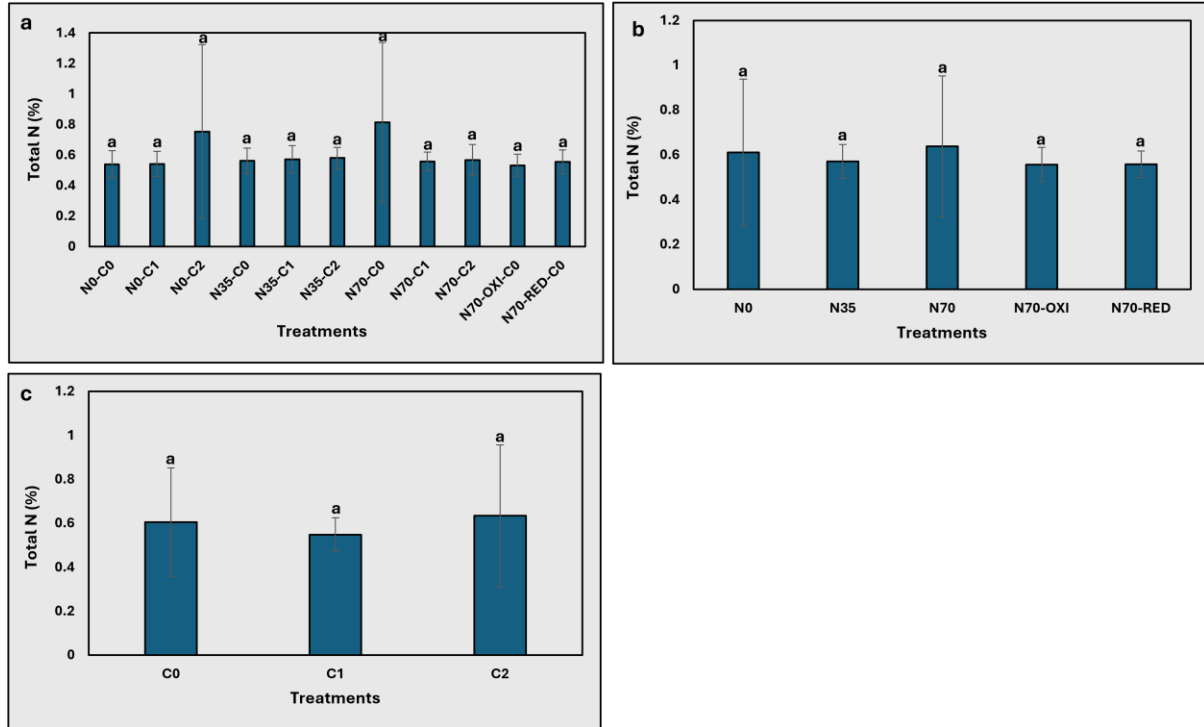 a
Total N (%)
1.4
1.2
1
0.8
0.6
0.4
0.2
0
a a a a a a a a a a a
N0-C0 N0-C1 N0-C2 N35-C0 N35-C1 N35-C2 N70-C0 N70-C1 N70-C2 N70-OXI-C0 N70-RED-C0
Treatments
b
Total N (%)
1.2
1
0.8
0.6
0.4
0.2
0
a a a a a
N0 N35 N70 N70-OXI N70-RED
Treatments
c
Total N (%)
1.2
1
0.8
0.6
0.4
0.2
0
a a a
C0 C1 C2
Treatments